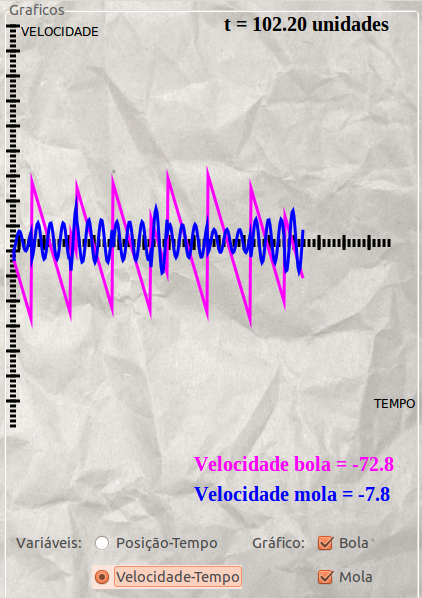 Graficos
t = 102.20 unidades
VELOCIDADE
TEMPO
Velocidade bola = -72.8
Velocidade mola = -7.8
Variáveis: Posição-Tempo Gráfico: Bola
Velocidade-Tempo Mola